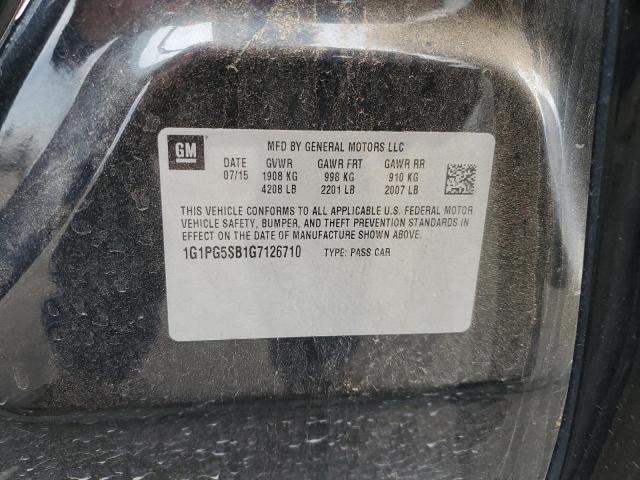 GM
MFD BY GENERAL MOTORS LLC
DATE GVWR GAWR FRT GAWR RR
07/15 1908 KG 998 KG 910 KG
4208 LB 2201 LB 2007 LB
THIS VEHICLE CONFORMS TO ALL APPLICABLE U.S. FEDERAL MOTOR
VEHICLE SAFETY, BUMPER, AND THEFT PREVENTION STANDARDS IN
EFFECT ON THE DATE OF MANUFACTURE SHOWN ABOVE.
1G1PG5SB1G7126710 TYPE: PASS CAR